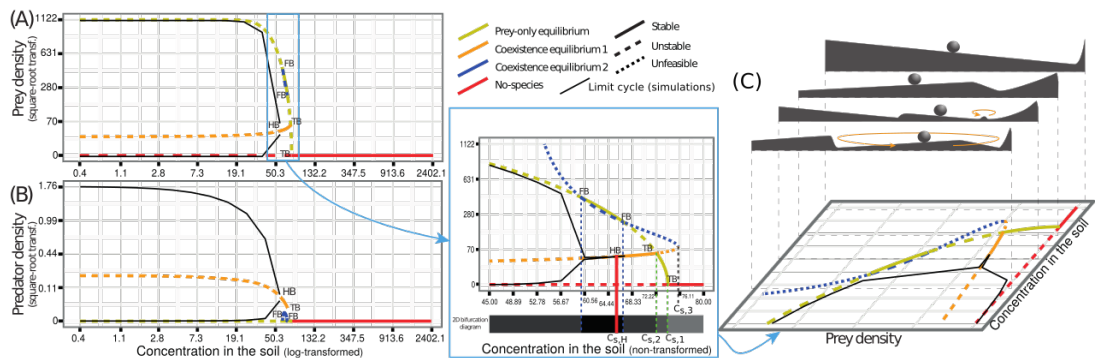 (A)
Prey density
(square-root transf.)
1122
631
280
70
0
FB
FB
HB
TB
TB
0.4 1.1 2.8 7.3 19.1 50.3 132.2 347.5 913.6 2402.1
(B)
Predator density
(square-root transf.)
1.76
0.99
0.44
0.11
0
HB
TB
FB
FB
0.4 1.1 2.8 7.3 19.1 50.3 132.2 347.5 913.6 2402.1
Concentration in the soil (log-transformed)
Prey-only equilibrium
Coexistence equilibrium 1
Coexistence equilibrium 2
No-species
Stable
Unstable
Unfeasible
Limit cycle (simulations)
1122
631
280
70
0
FB
FB
HB
TB
TB
45.00 48.89 52.78 56.67 60.56 64.44 68.33 72.22 76.11 80.00
Cs,3
2D bifurcation
diagram
Cs,H Cs,2 Cs,1
Concentration in the soil (non-transformed)
(C)
Concentration in the soil
Prey density